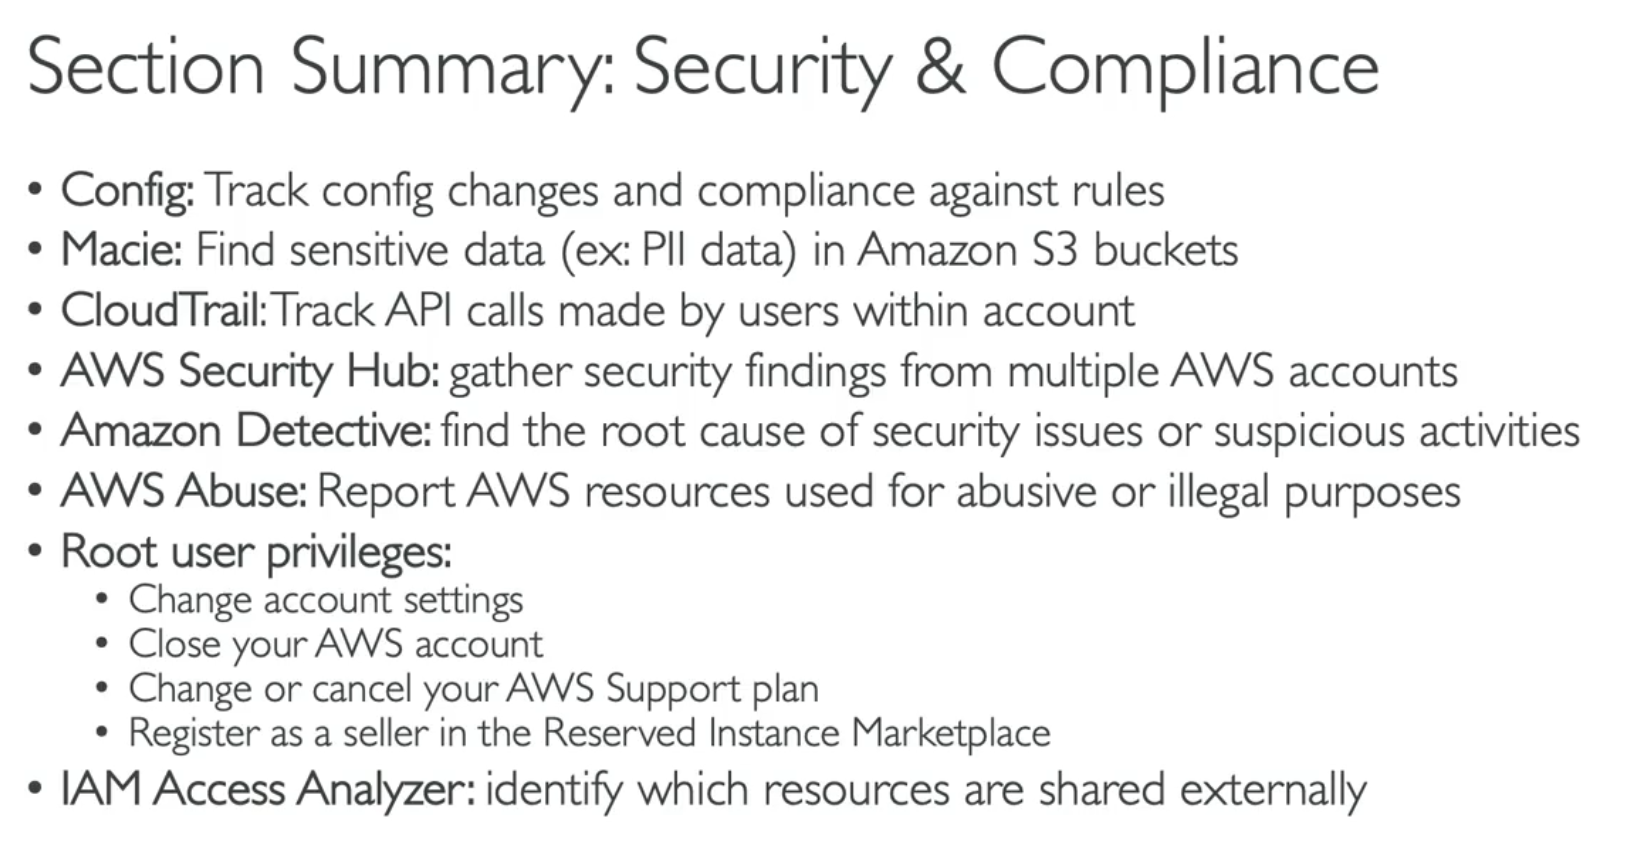 Section Summary: Security & Compliance
• Config: Track config changes and compliance against rules
• Macie: Find sensitive data (ex: PII data) in Amazon S3 buckets
• CloudTrail: Track API calls made by users within account
• AWS Security Hub: gather security findings from multiple AWS accounts
• Amazon Detective: find the root cause of security issues or suspicious activities
• AWS Abuse: Report AWS resources used for abusive or illegal purposes
• Root user privileges:
• Change account settings
• Close your AWS account
• Change or cancel your AWS Support plan
• Register as a seller in the Reserved Instance Marketplace
• IAM Access Analyzer: identify which resources are shared externally